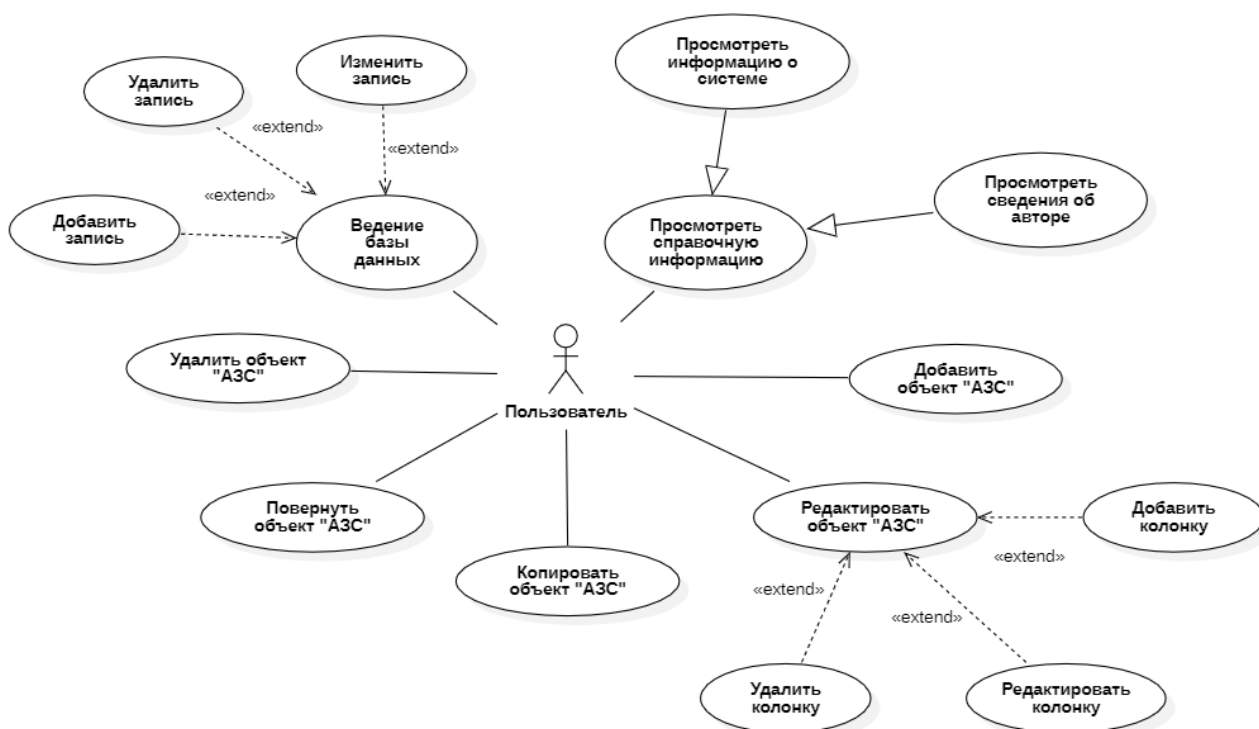 Просмотреть
информацию о
системе
Изменить
запись
Удалить
запись
«extend»
«extend»
Просмотреть
сведения об
авторе
«extend»
Добавить
запись
Ведение
базы
данных
Просмотреть
справочную
информацию
Удалить объект
"АЗС"
Добавить
объект "АЗС"
Пользователь
Повернуть
объект "АЗС"
Редактировать
объект "АЗС"
Добавить
колонку
«extend»
Копировать
объект "АЗС"
«extend»
«extend»
Удалить
колонку
Редактировать
колонку